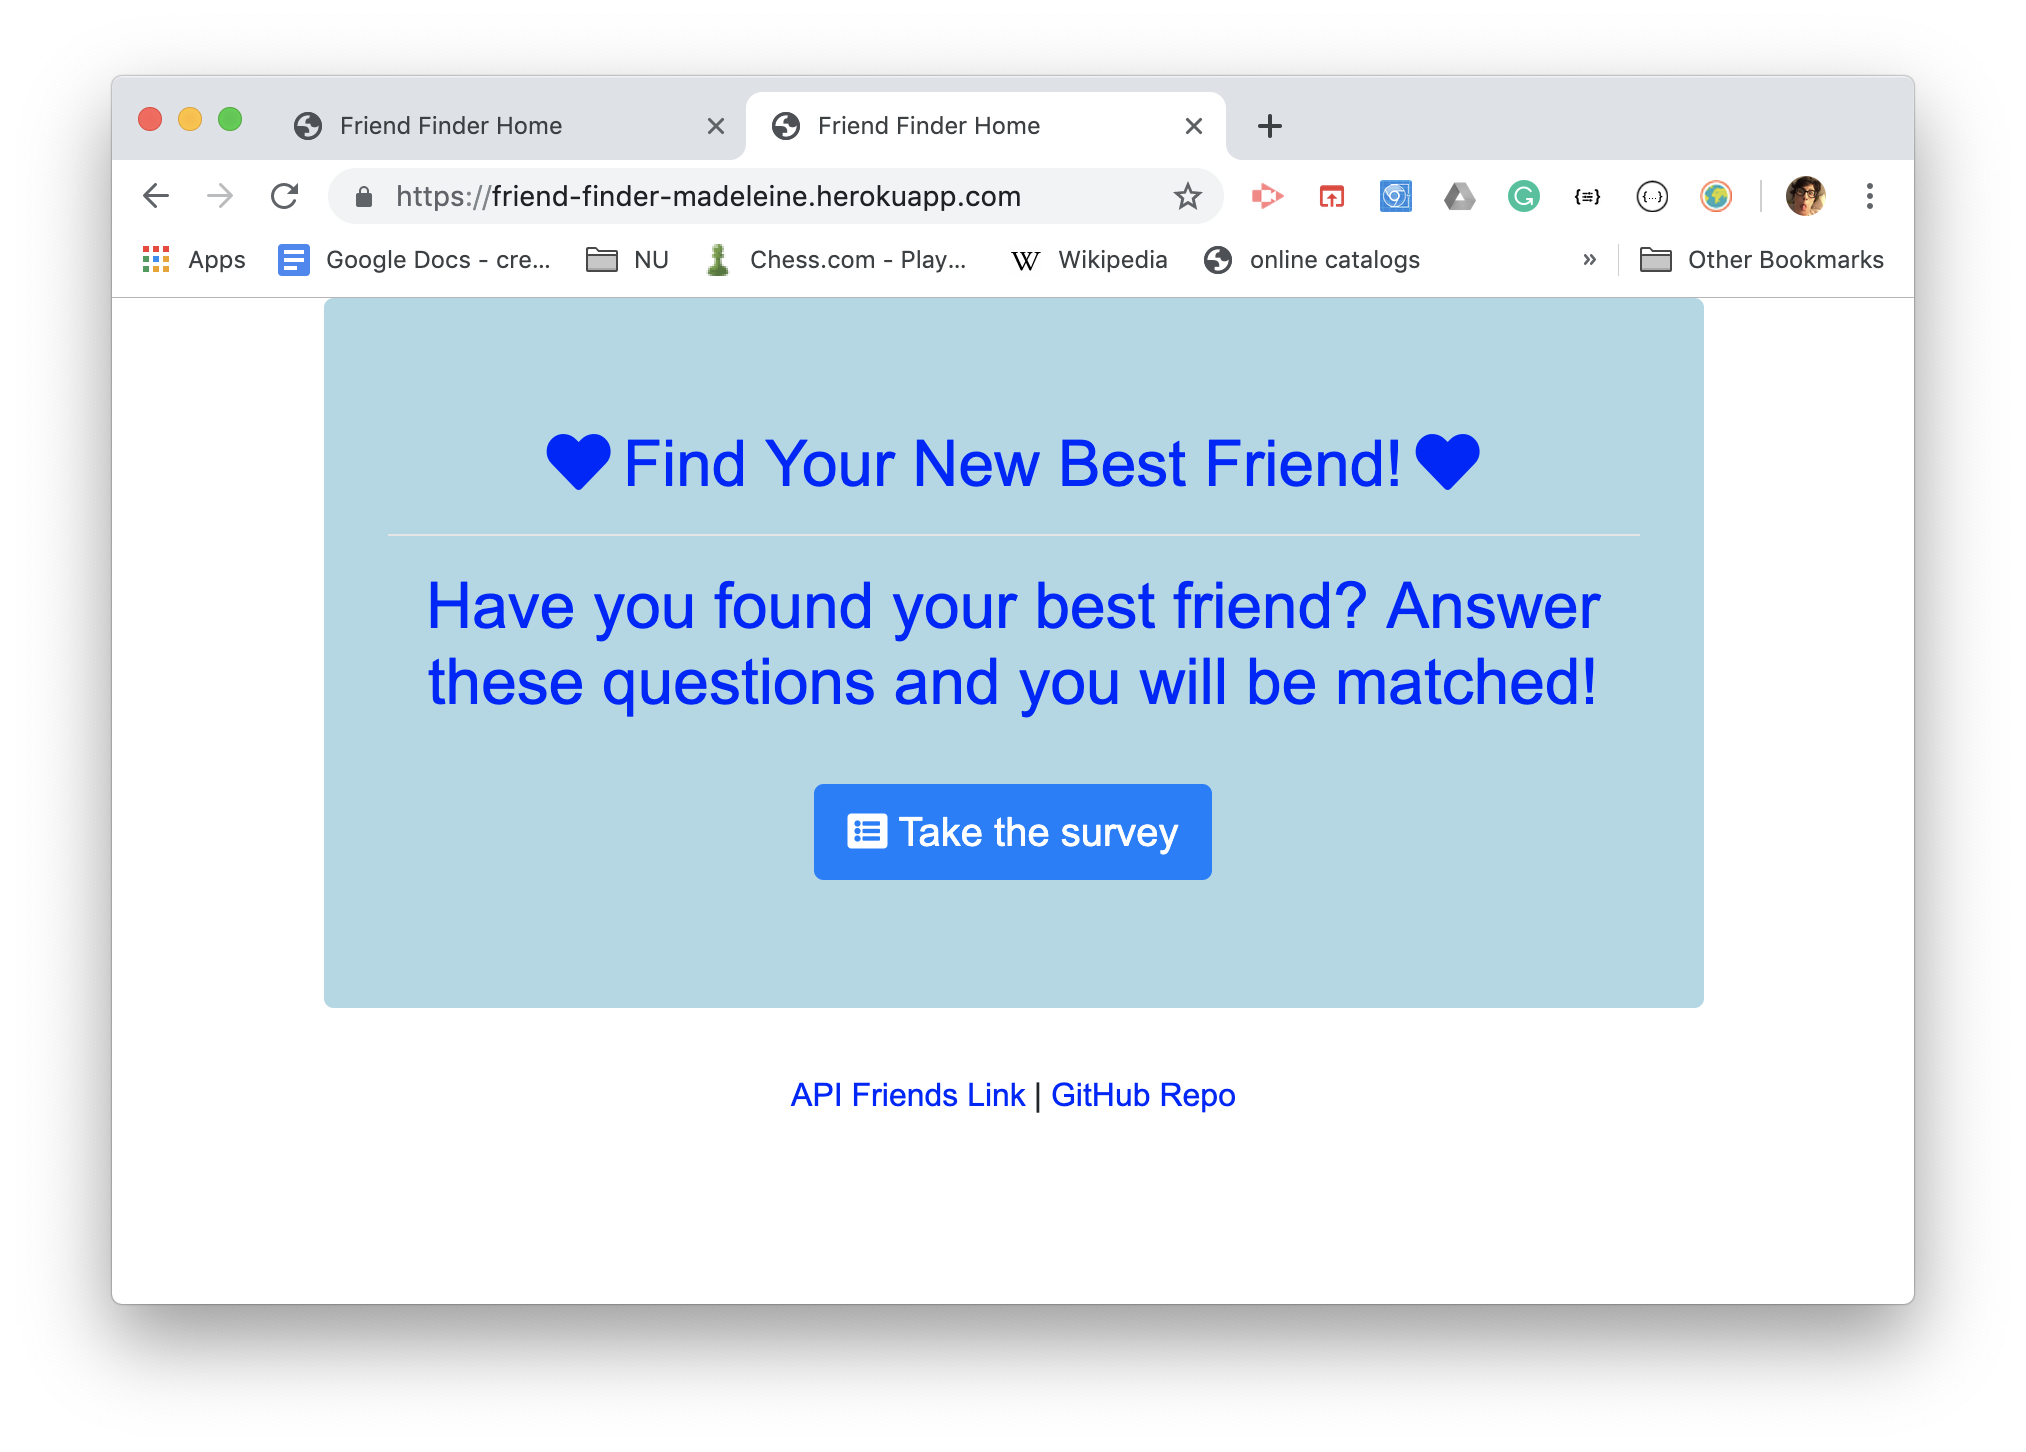 Friend Finder Home
Friend Finder Home
https://friend-finder-madeleine.herokuapp.com
Apps
Google Docs - cre...
NU
Chess.com - Play...
W Wikipedia
online catalogs
»
Other Bookmarks
Find Your New Best Friend!
Have you found your best friend? Answer
these questions and you will be matched!
Take the survey
API Friends Link | GitHub Repo